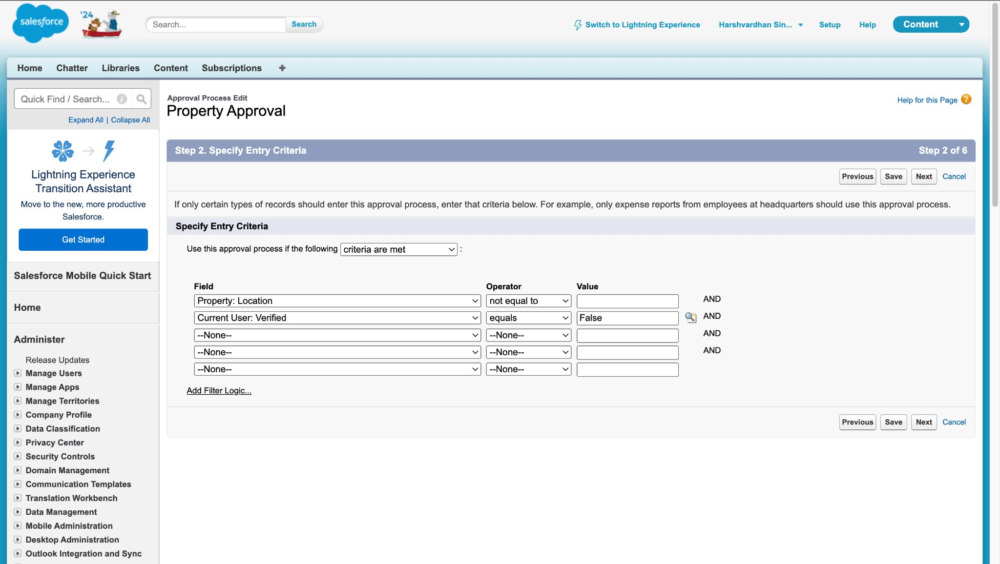 salesforce
'24
Search...
Search
Switch to Lightning Experience
Harshvardhan Sin...
Setup
Help
Content
Home
Chatter
Libraries
Content
Subscriptions
+
Quick Find / Search...
Expand All | Collapse All
Lightning Experience
Transition Assistant
Move to the new, more productive
Salesforce.
Get Started
Salesforce Mobile Quick Start
Home
Administer
Release Updates
Manage Users
Manage Apps
Manage Territories
Company Profile
Data Classification
Privacy Center
Security Controls
Domain Management
Communication Templates
Translation Workbench
Data Management
Mobile Administration
Desktop Administration
Outlook Integration and Sync
Approval Process Edit
Property Approval
Help for this Page ?
Step 2. Specify Entry Criteria
Step 2 of 6
Previous Save Next Cancel
If only certain types of records should enter this approval process, enter that criteria below. For example, only expense reports from employees at headquarters should use this approval process.
Specify Entry Criteria
Use this approval process if the following criteria are met :
Field Operator Value
Property: Location not equal to AND
Current User: Verified equals False AND
--None-- --None-- AND
--None-- --None-- AND
--None-- --None--
Add Filter Logic...
Previous Save Next Cancel